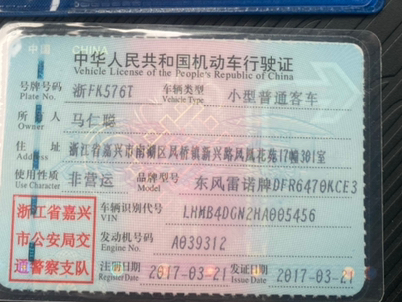 中国 CHINA
中华人民共和国机动车行驶证
Vehicle License of the People's Republic of China
号牌号码 浙FK576T 车辆类型 小型普通客车
Plate No. Vehicle Type
所有人 马仁聪
Owner
住址 浙江省嘉兴市南湖区凤桥镇新兴路凤凰花苑17幢301室
Address
使用性质 非营运 品牌型号 东风雷诺牌DFR6470KCE3
Use Character Model
浙江省嘉兴
市公安局交
通警察支队
车辆识别代号 LHMB4DGN2HA005456
VIN
发动机号码 A039312
Engine No.
注册日期 2017-03-21 发证日期 2017-03-21
Register Date Issue Date